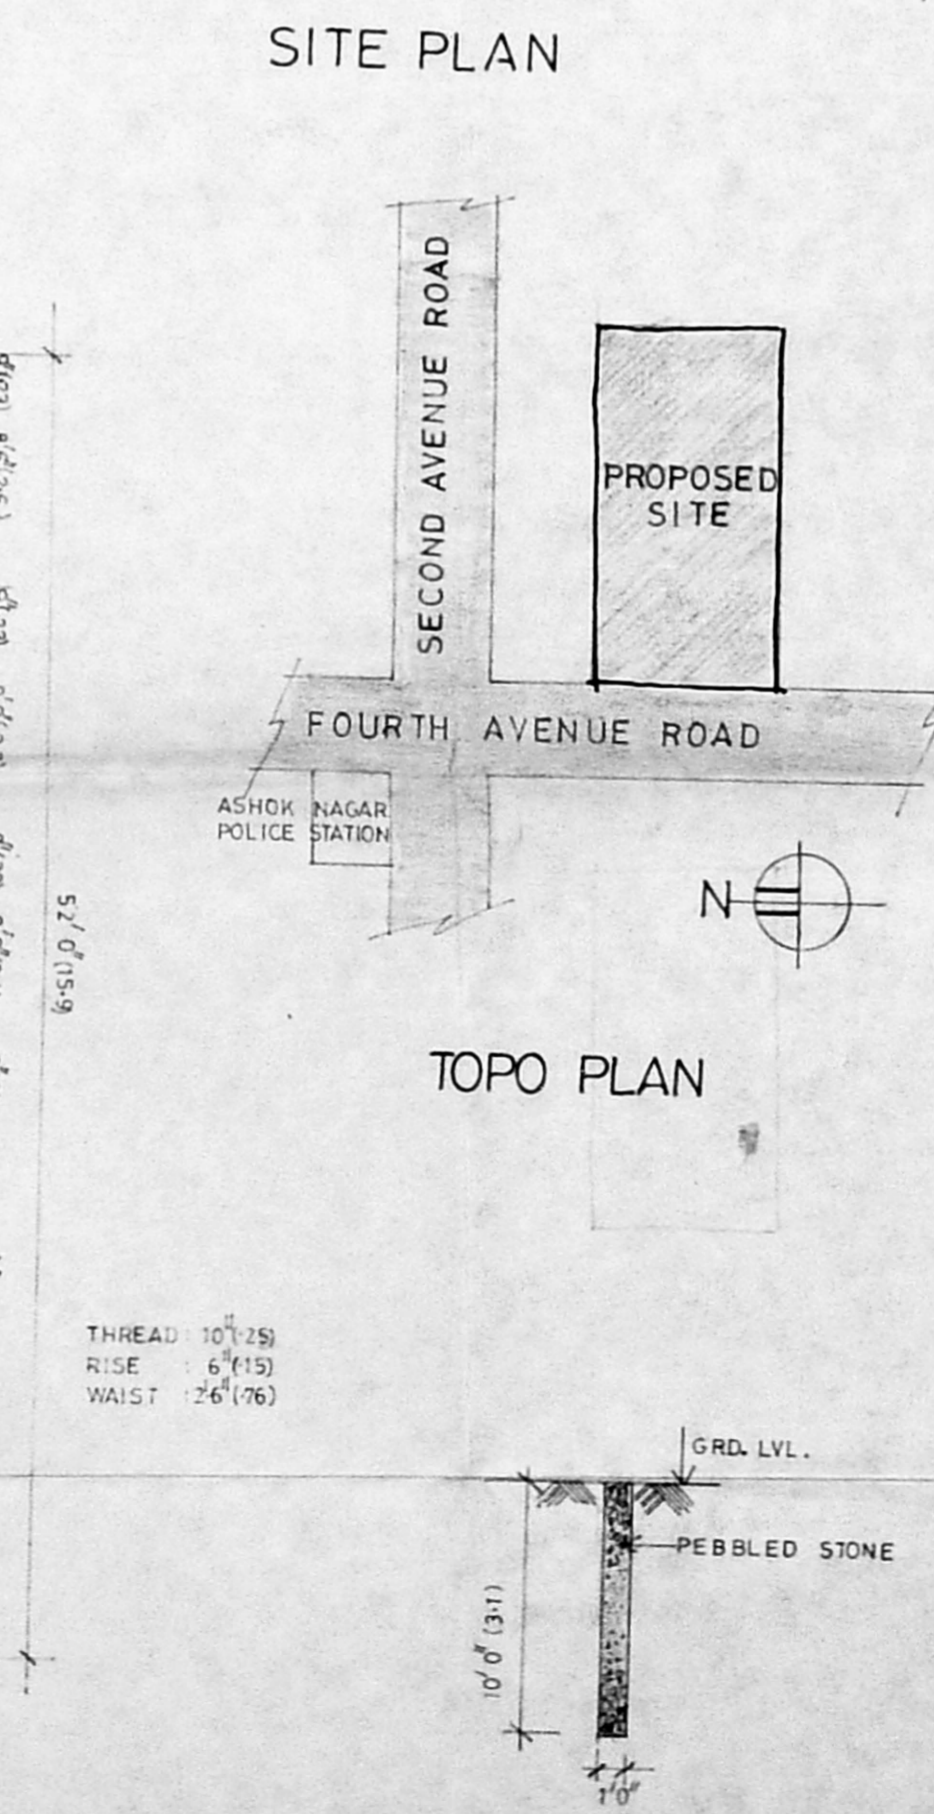 SITE PLAN
SECOND AVENUE ROAD
PROPOSED
SITE
FOURTH AVENUE ROAD
ASHOK NAGAR
POLICE STATION
N
52' 0" (15·9)
TOPO PLAN
THREAD : 10" (·25)
RISE : 6" (·15)
WAIST : 2'6" (·76)
GRD. LVL.
PEBBLED STONE
10' 0" (3·1)
1' 0"